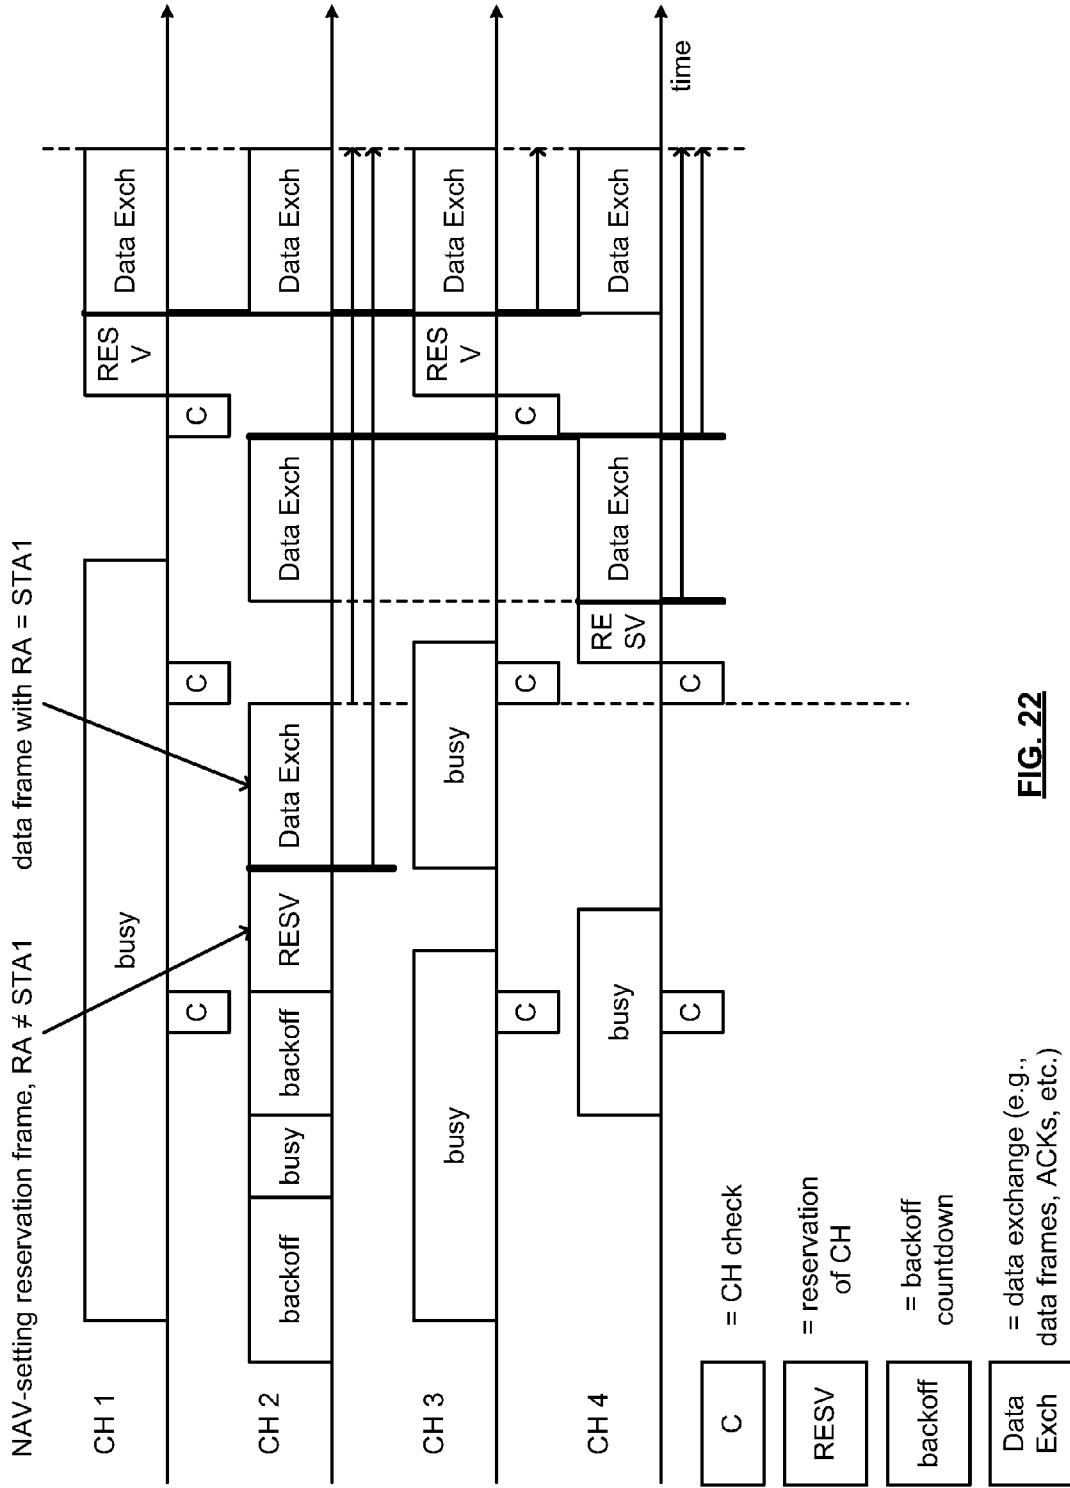 NAV-setting reservation frame, RA ≠ STA1
data frame with RA = STA1
CH 1
busy
C
C
C
RES
V
Data Exch
CH 2
backoff
busy
backoff
RESV
Data Exch
Data Exch
Data Exch
CH 3
busy
C
busy
C
C
RES
V
Data Exch
CH 4
busy
C
C
RE
SV
Data Exch
Data Exch
time
C
= CH check
RESV
= reservation
of CH
backoff
= backoff
countdown
Data
Exch
= data exchange (e.g.,
data frames, ACKs, etc.)
FIG. 22